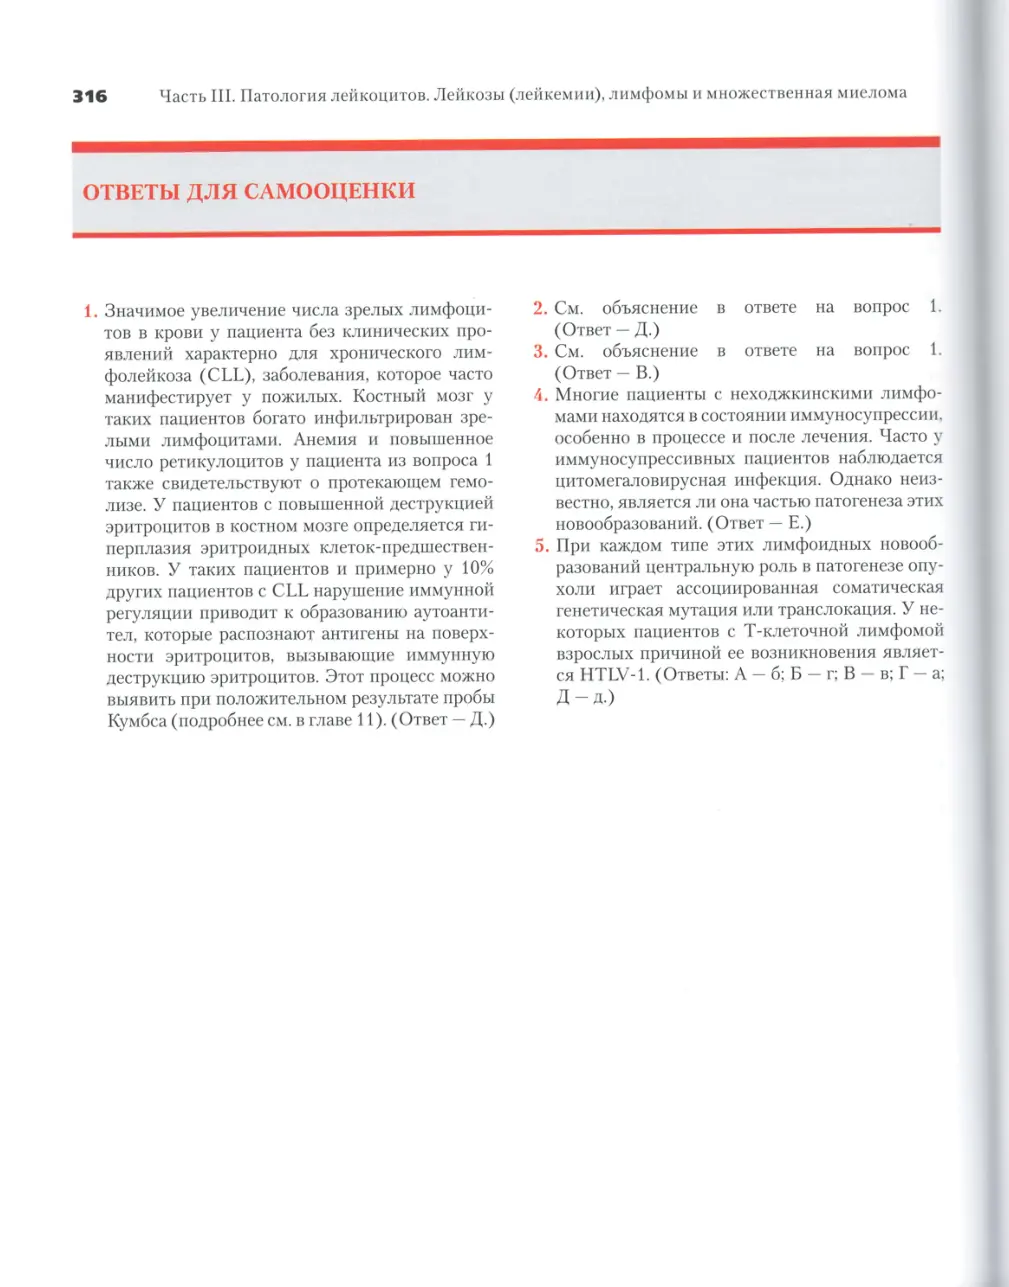 316 Часть III. Патология лейкоцитов. Лейкозы (лейкемии), лимфомы и множественная миелома
ОТВЕТЫ ДЛЯ САМООЦЕНКИ
1. Значимое увеличение числа зрелых лимфоци-
тов в крови у пациента без клинических про-
явлений характерно для хронического лим-
фолейкоза (CLL), заболевания, которое часто
манифестирует у пожилых. Костный мозг у
таких пациентов богато инфильтрирован зре-
лыми лимфоцитами. Анемия и повышенное
число ретикулоцитов у пациента из вопроса 1
также свидетельствуют о протекающем гемо-
лизе. У пациентов с повышенной деструкцией
эритроцитов в костном мозге определяется ги-
перплазия эритроидных клеток-предшествен-
ников. У таких пациентов и примерно у 10%
других пациентов с CLL нарушение иммунной
регуляции приводит к образованию аутоанти-
тел, которые распознают антигены на поверх-
ности эритроцитов, вызывающие иммунную
деструкцию эритроцитов. Этот процесс можно
выявить при положительном результате пробы
Кумбса (подробнее см. в главе 11). (Ответ — Д.)
2. См. объяснение в ответе на вопрос 1.
(Ответ — Д.)
3. См. объяснение в ответе на вопрос 1.
(Ответ — В.)
4. Многие пациенты с неходжкинскими лимфо-
мами находятся в состоянии иммуносупрессии,
особенно в процессе и после лечения. Часто у
иммуносупрессивных пациентов наблюдается
цитомегаловирусная инфекция. Однако неиз-
вестно, является ли она частью патогенеза этих
новообразований. (Ответ — Е.)
5. При каждом типе этих лимфоидных новооб-
разований центральную роль в патогенезе опу-
холи играет ассоциированная соматическая
генетическая мутация или транслокация. У не-
которых пациентов с Т-клеточной лимфомой
взрослых причиной ее возникновения являет-
ся HTLV-1. (Ответы: А — б; Б — г; В — в; Г — а;
Д — д.)